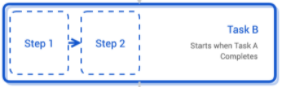 Step 1
Step 2
Task B
Starts when Task A
Completes